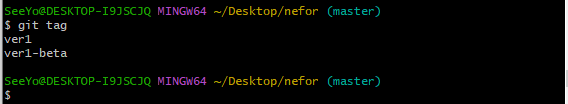 SeeYo@DESKTOP-I9JSCJQ MINGW64 ~/Desktop/nefor (master)
$ git tag
ver1
ver1-beta
SeeYo@DESKTOP-I9JSCJQ MINGW64 ~/Desktop/nefor (master)
$